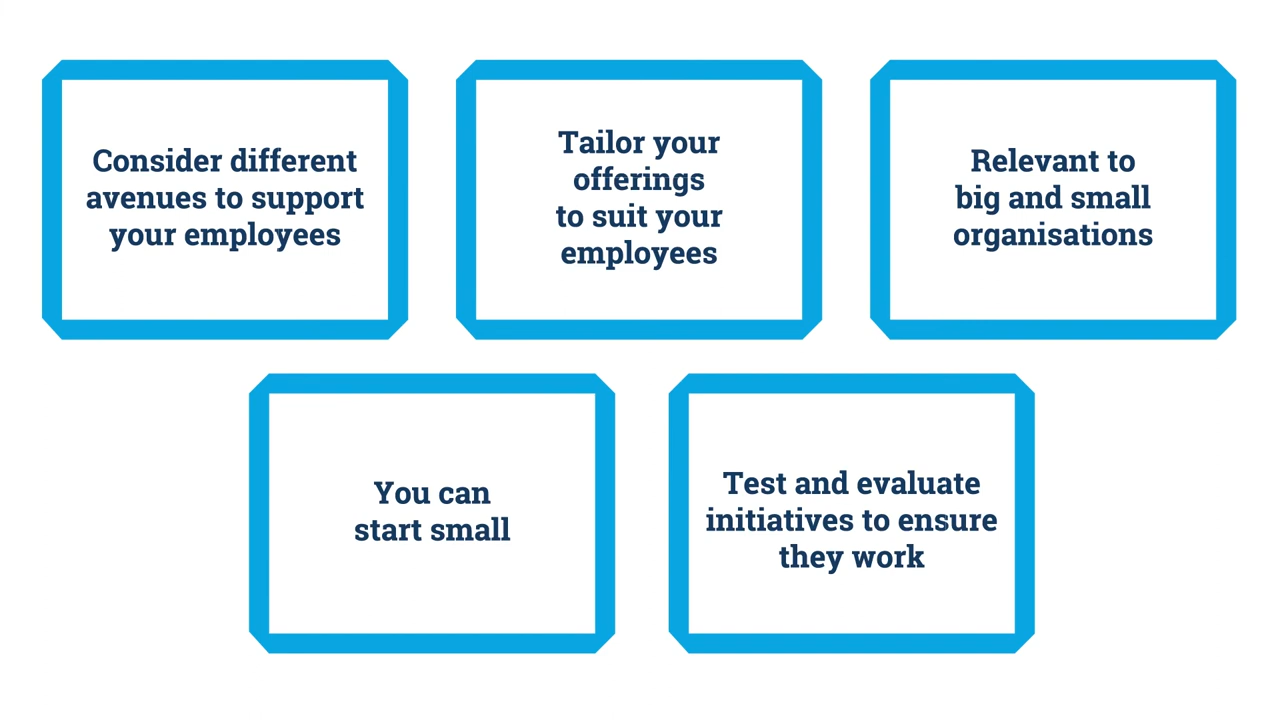 Consider different
avenues to support
your employees
Tailor your
offerings
to suit your
employees
Relevant to
big and small
organisations
You can
start small
Test and evaluate
initiatives to ensure
they work